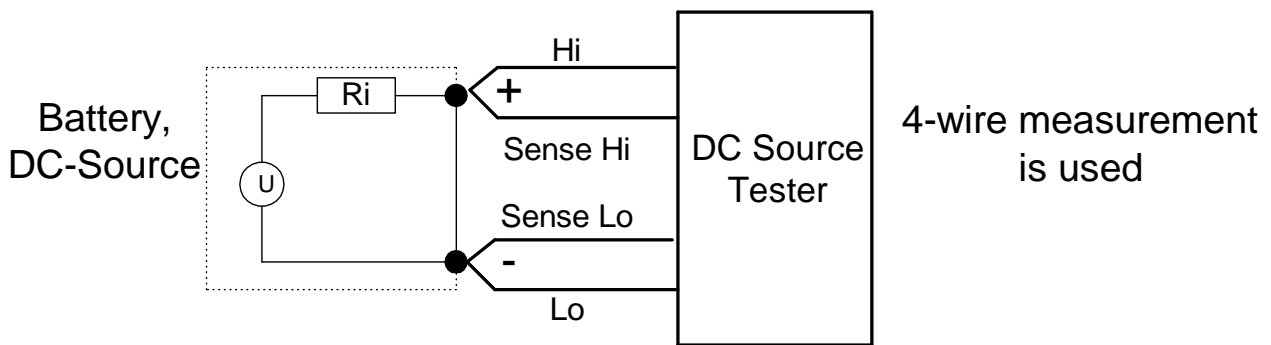 Battery,
DC-Source
Ri
U
Hi
+
Sense Hi
Sense Lo
-
Lo
DC Source
Tester
4-wire measurement
is used